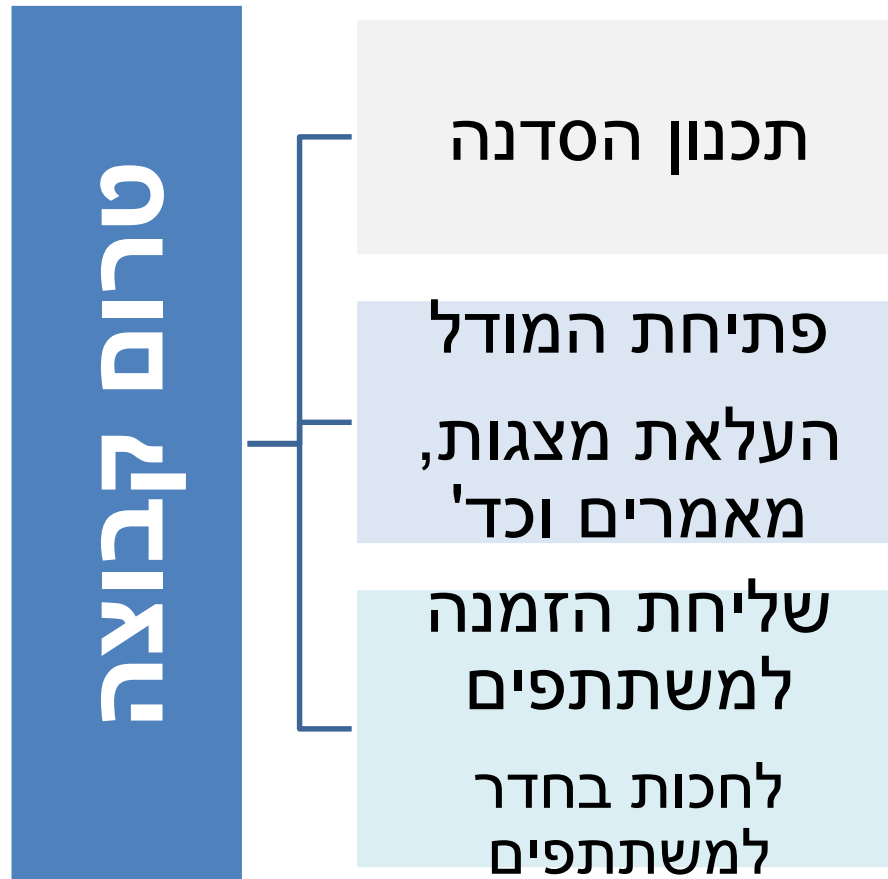 טרום קבוצה
תכנון הסדנה
פתיחת המודל
העלאת מצגות,
מאמרים וכד'
שליחת הזמנה
למשתתפים
לחכות בחדר
למשתתפים